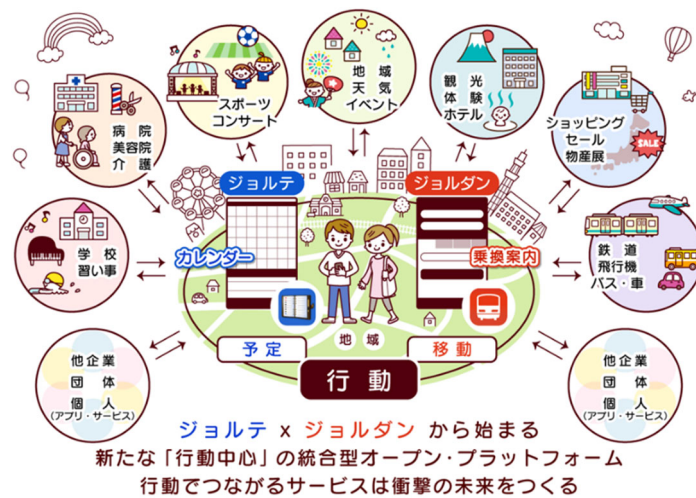 スポーツ
コンサート
地域
天気
イベント
観光
体験
ホテル
病院
美容院
介護
ショッピング
セール
物産展
SALE
ジョルテ
ジョルダン
学校
習い事
カレンダー
乗換案内
鉄道
飛行機
バス・車
地域
予定
移動
行動
他企業
団体
個人
(アプリ・サービス)
他企業
団体
個人
(アプリ・サービス)
ジョルテ x ジョルダン から始まる
新たな「行動中心」の統合型オープン・プラットフォーム
行動でつながるサービスは衝撃の未来をつくる